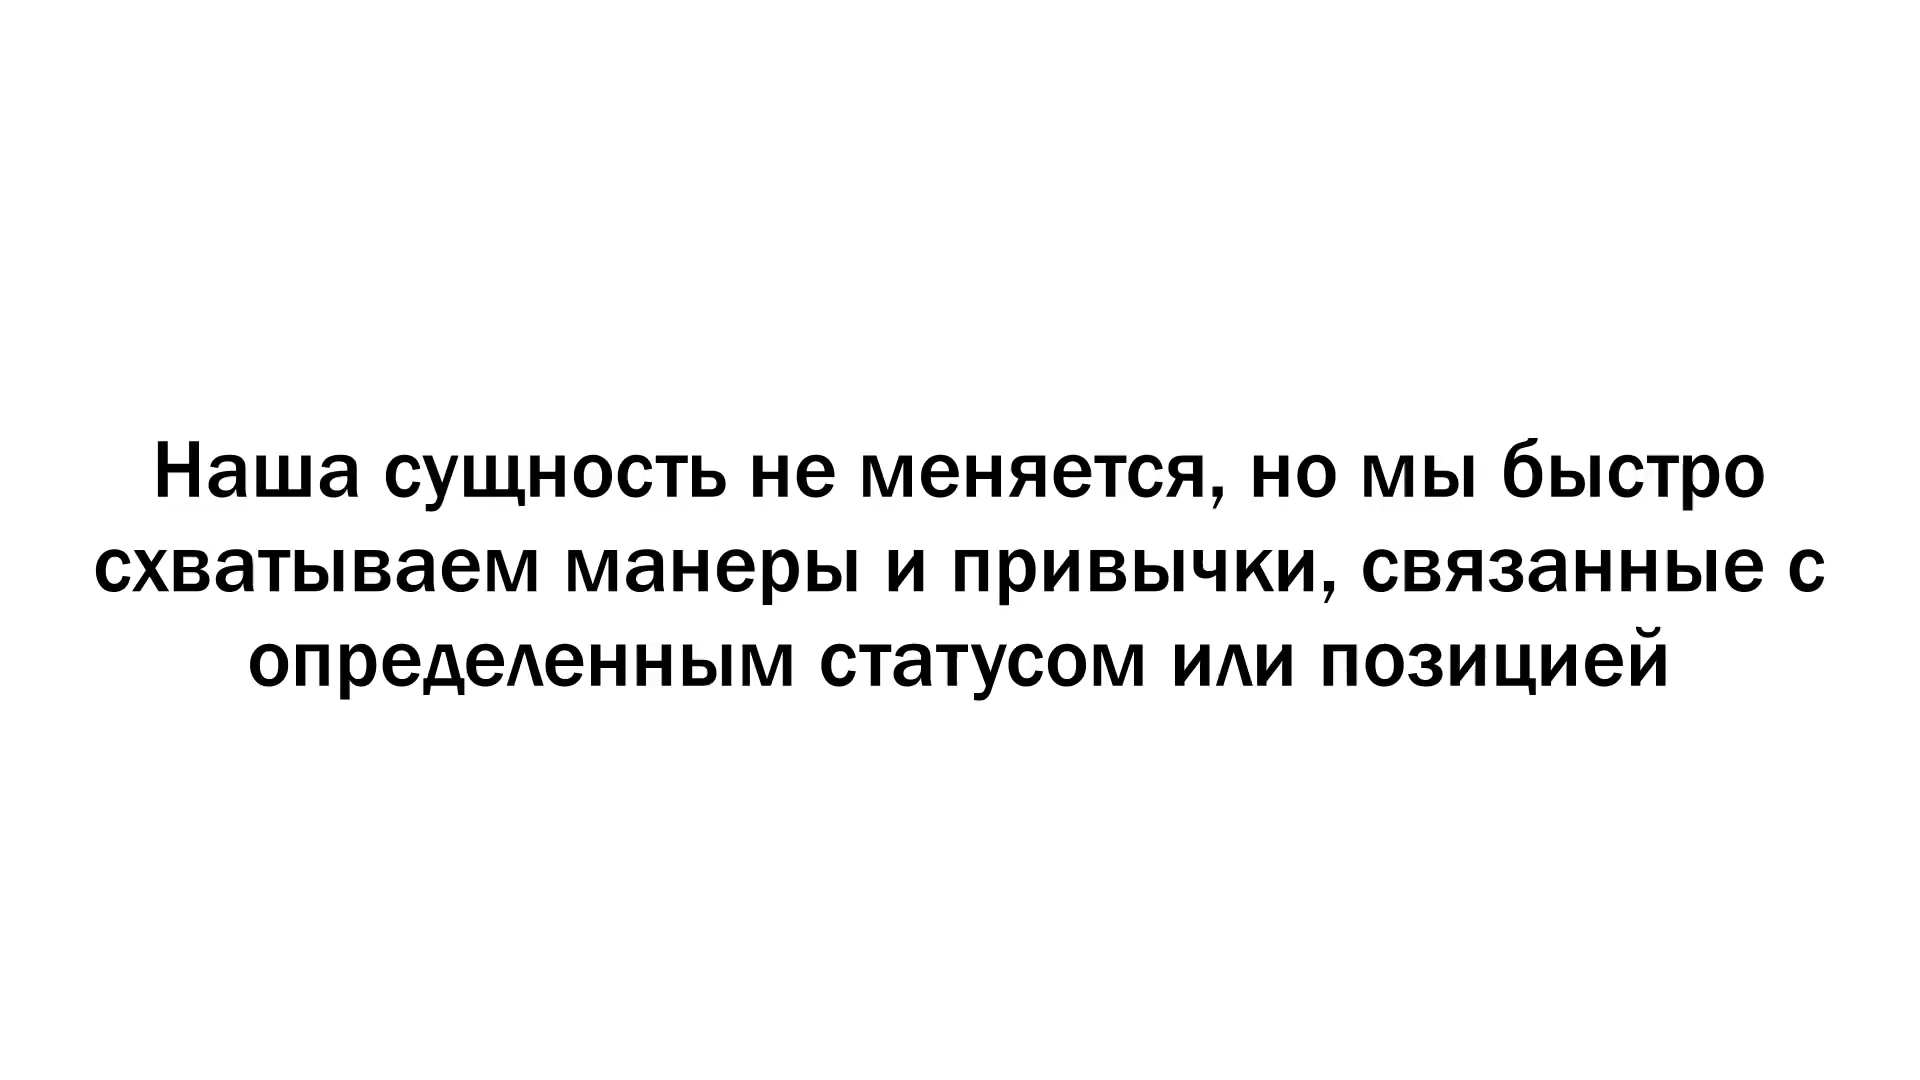 Наша сущность не меняется, но мы быстро
схватываем манеры и привычки, связанные с
определенным статусом или позицией